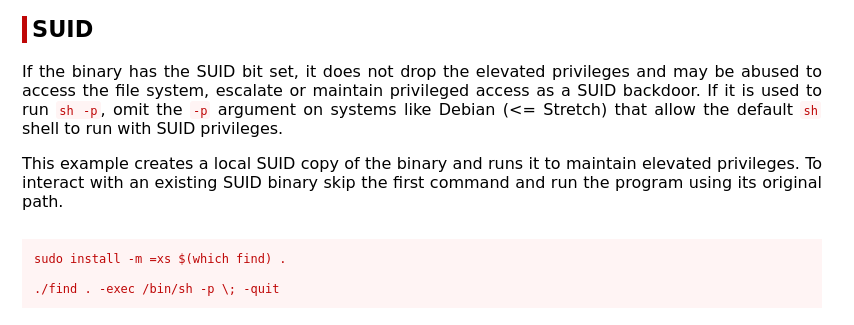 SUID
If the binary has the SUID bit set, it does not drop the elevated privileges and may be abused to
access the file system, escalate or maintain privileged access as a SUID backdoor. If it is used to
run sh -p, omit the -p argument on systems like Debian (<= Stretch) that allow the default sh
shell to run with SUID privileges.
This example creates a local SUID copy of the binary and runs it to maintain elevated privileges. To
interact with an existing SUID binary skip the first command and run the program using its original
path.
sudo install -m =xs $(which find) .
./find . -exec /bin/sh -p \; -quit